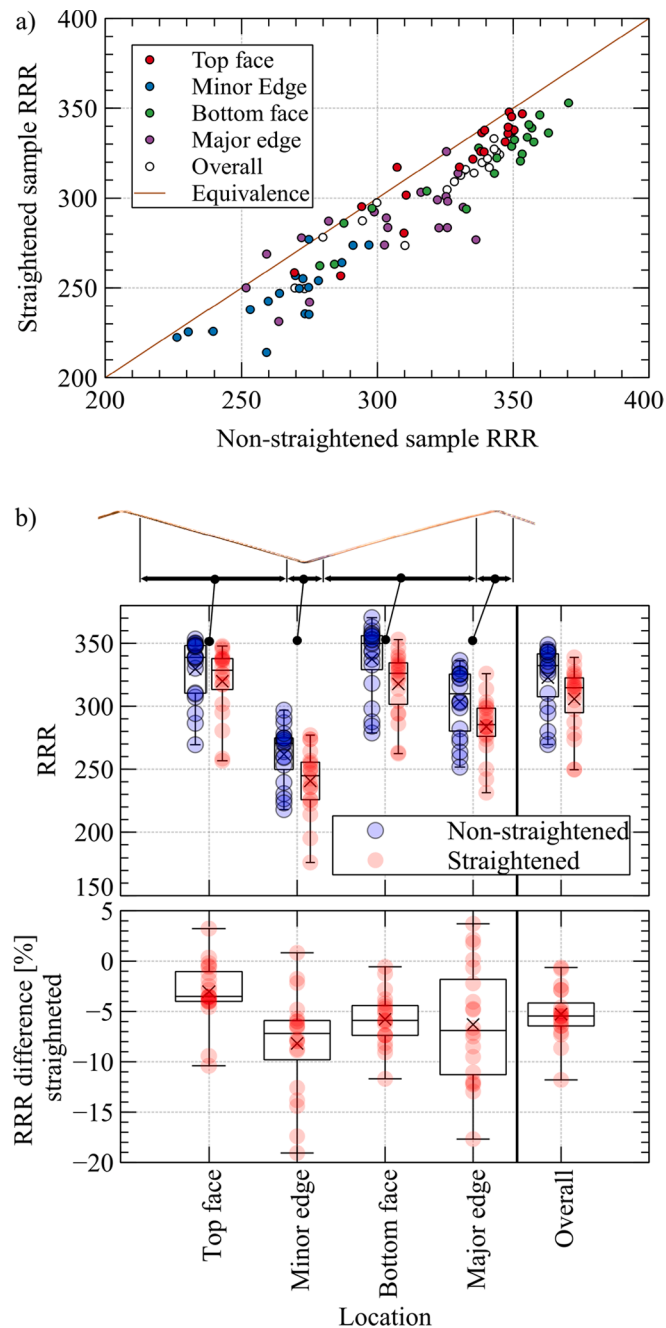 a)
400
350
300
250
200
200
250
300
350
400
Straightened sample RRR
Non-straightened sample RRR
Top face
Minor Edge
Bottom face
Major edge
Overall
Equivalence
b)
350
300
250
200
150
RRR
Non-straightened
Straightened
5
0
−5
−10
−15
−20
RRR difference [%]
straighneted
Top face
Minor edge
Bottom face
Major edge
Overall
Location